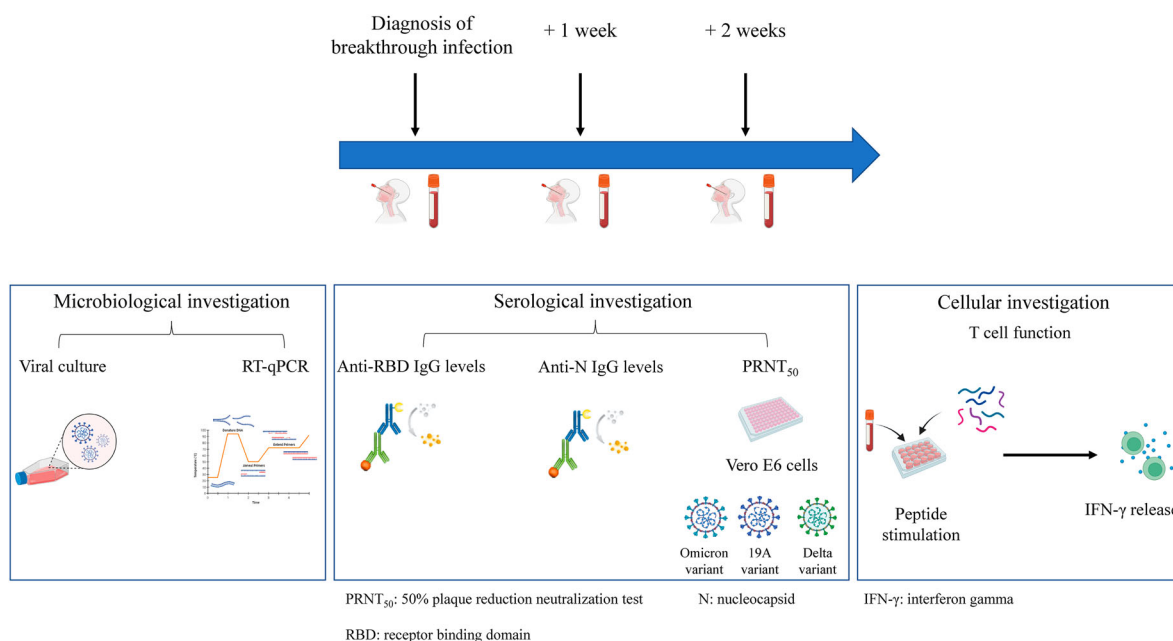 Diagnosis of
breakthrough infection
+ 1 week
+ 2 weeks
Microbiological investigation
Viral culture
RT-qPCR
Time
Serological investigation
Anti-RBD IgG levels
Anti-N IgG levels
PRNT₅₀
Vero E6 cells
Omicron
variant
19A
variant
Delta
variant
Cellular investigation
T cell function
Peptide
stimulation
IFN-γ release
PRNT₅₀: 50% plaque reduction neutralization test
N: nucleocapsid
IFN-γ: interferon gamma
RBD: receptor binding domain